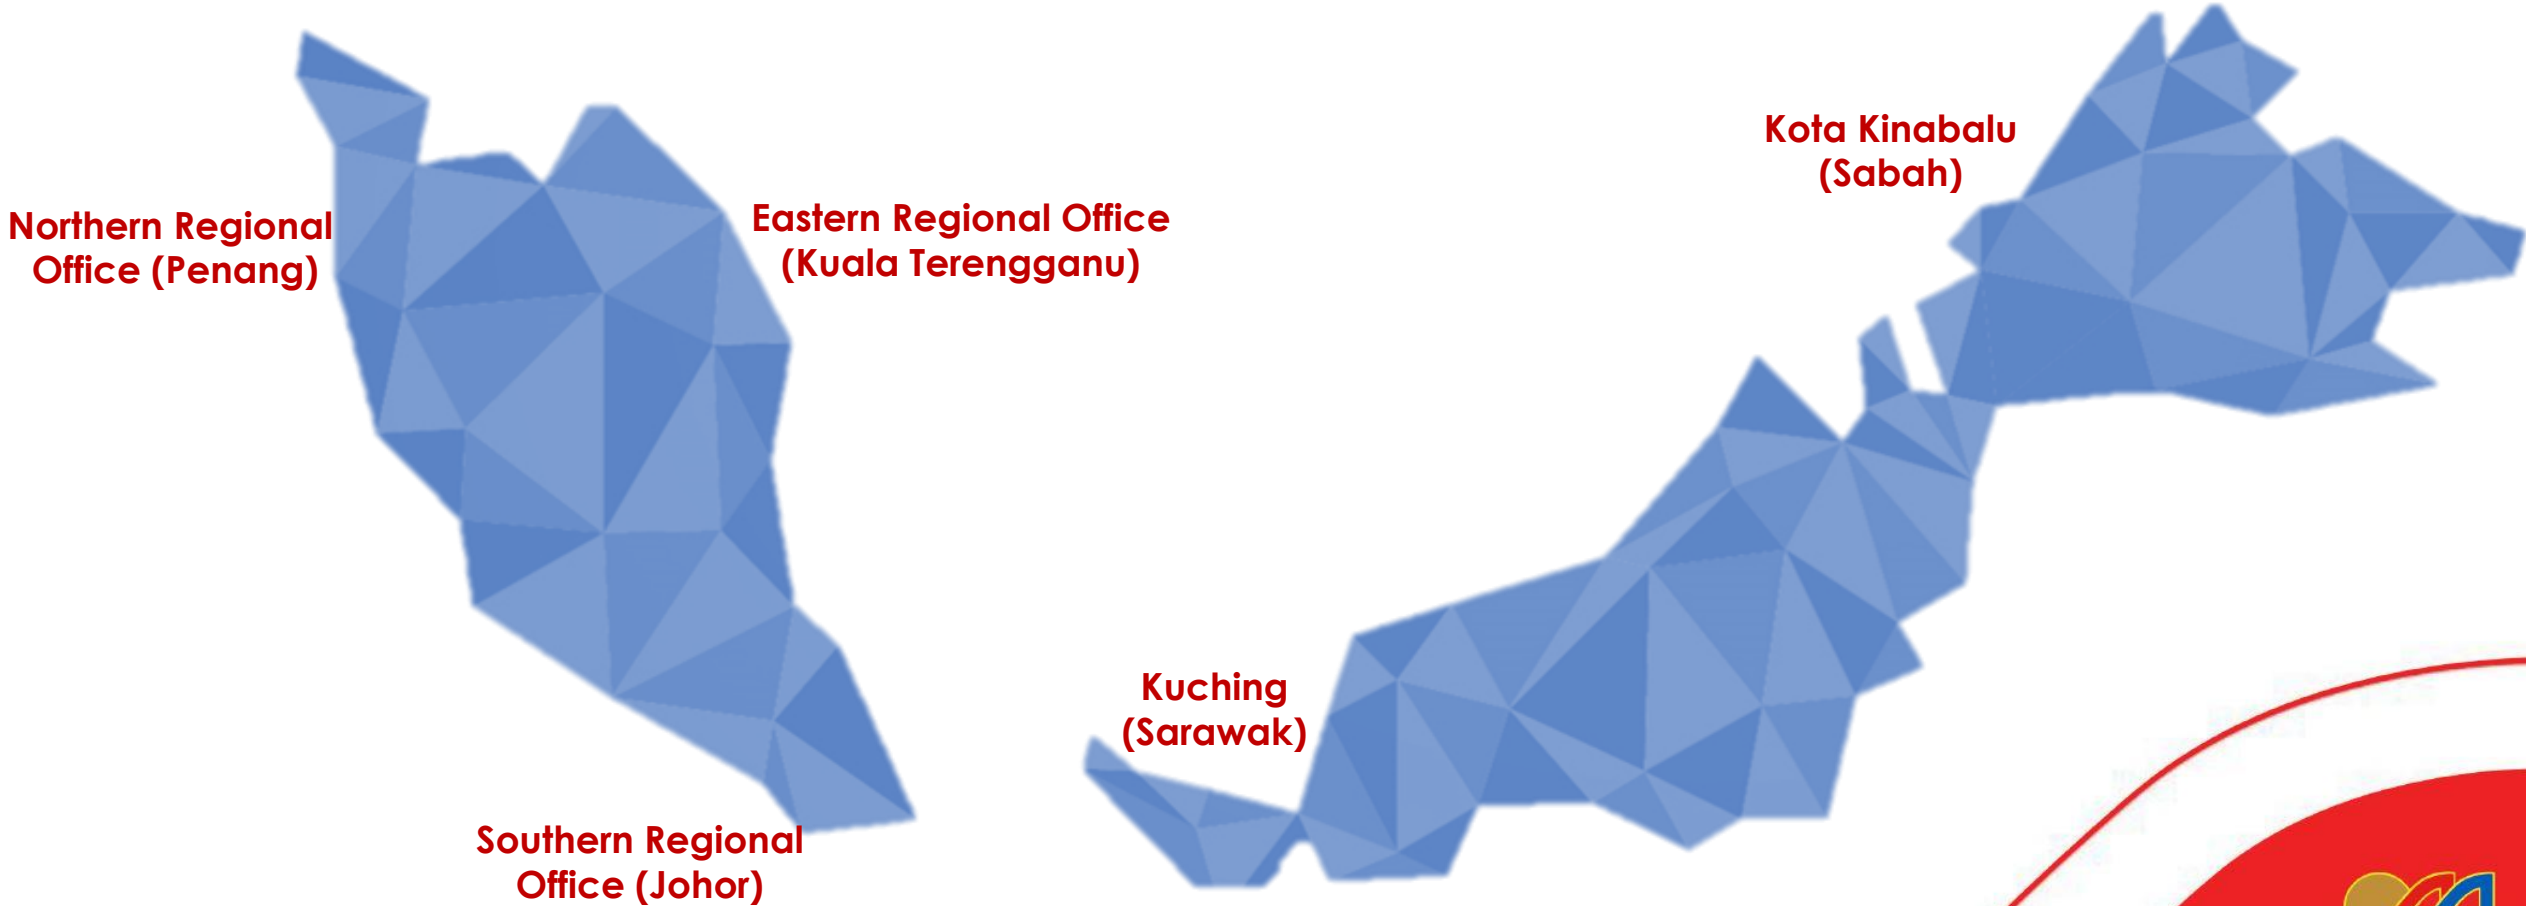 Northern Regional
Office (Penang)
Eastern Regional Office
(Kuala Terengganu)
Southern Regional
Office (Johor)
Kota Kinabalu
(Sabah)
Kuching
(Sarawak)